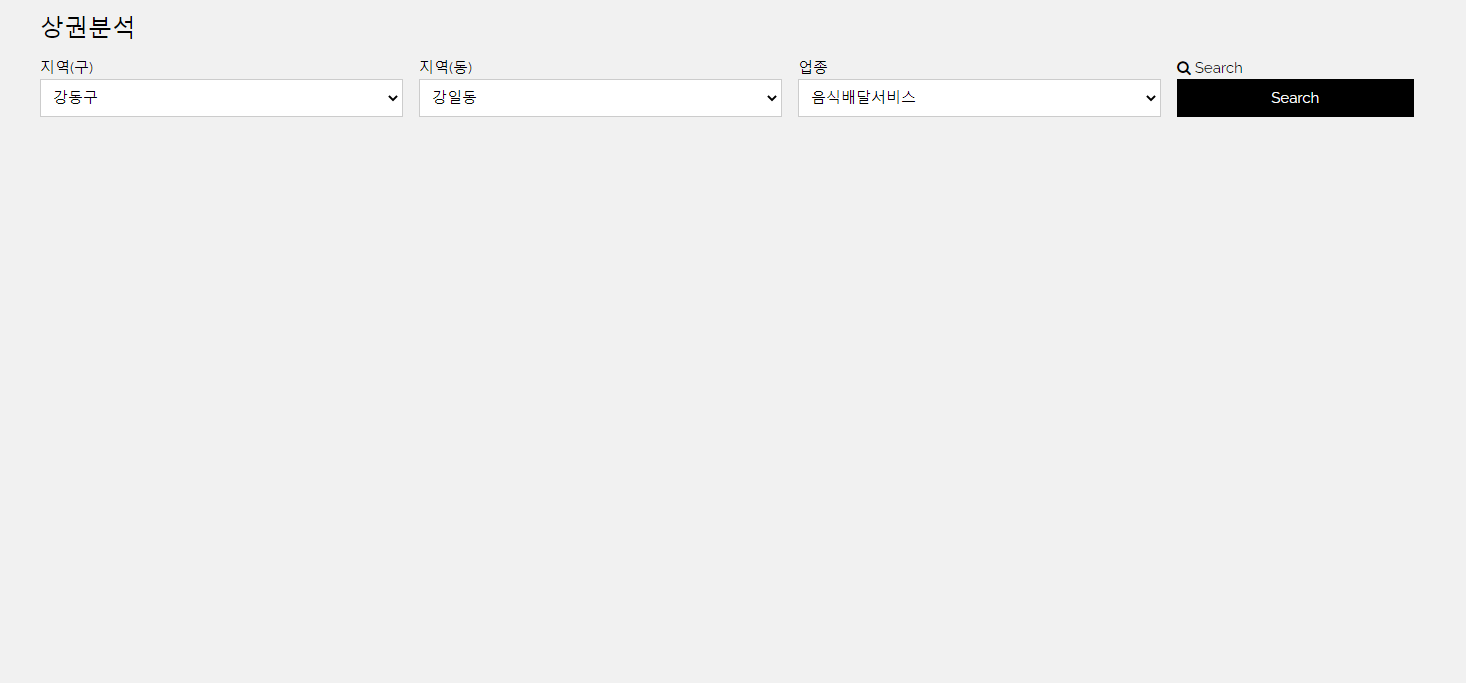 상권분석
지역(구)
지역(동)
업종
Search
강동구
강일동
음식배달서비스
Search